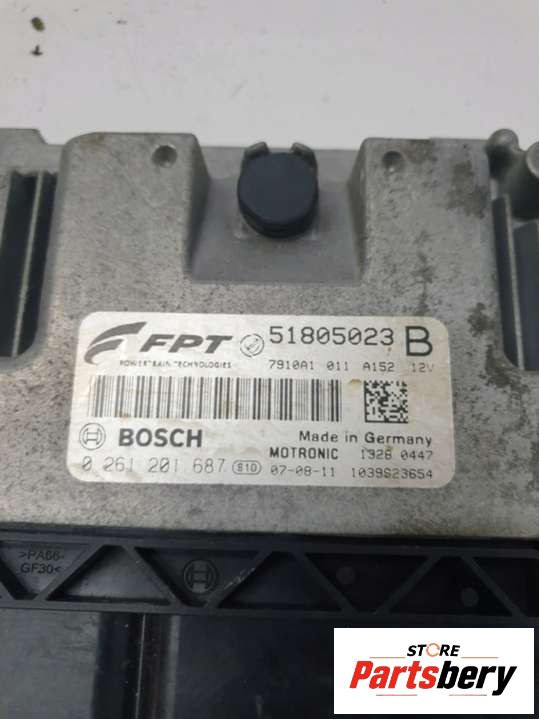 FPT 51805023 B
POWERTRAIN TECHNOLOGIES 7910A1 011 A152 12V
BOSCH Made in Germany
MOTRONIC 1328 0447
0 261 201 687 810 07-08-11 1039S23654
>PA66-
GF30<
STORE
Partsbery